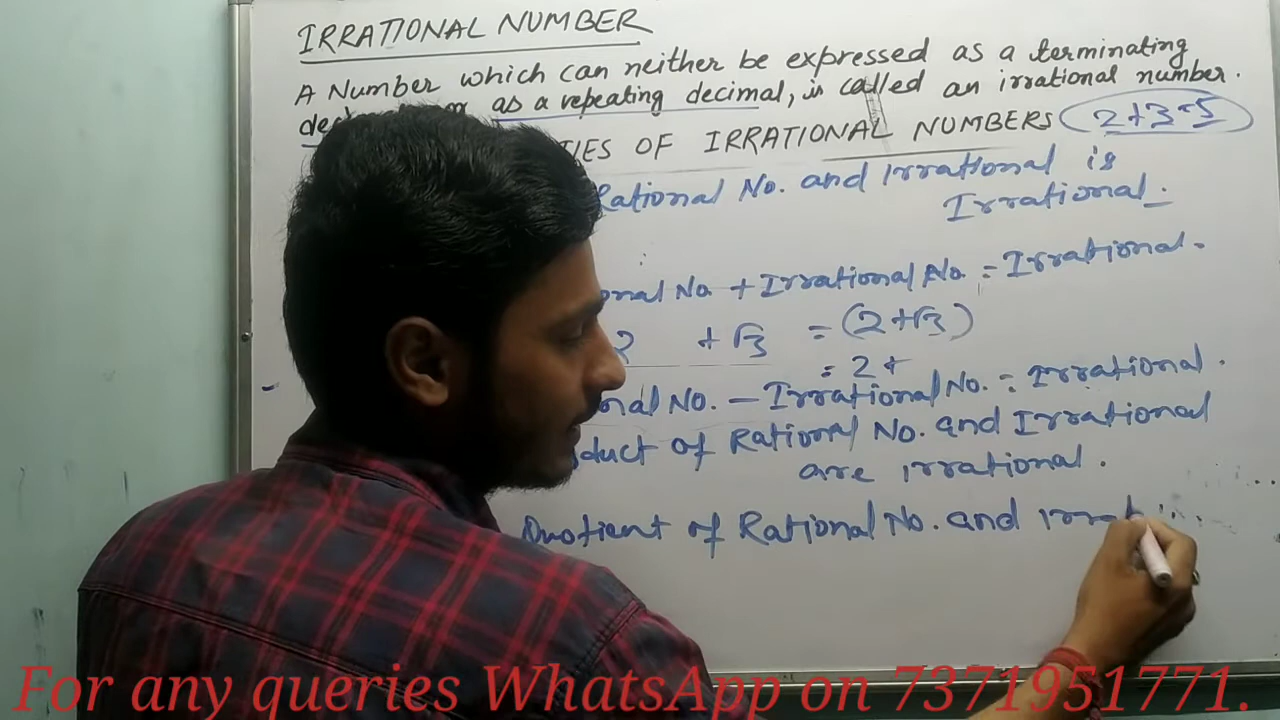 IRRATIONAL NUMBER
A Number which can neither be expressed as a terminating
as a repeating decimal, is called an irrational number.
OF IRRATIONAL NUMBERS 2+3=5
Rational No. and Irrational is
Irrational.
onal No + Irrational No. = Irrational.
2 + √3 = (2+√3)
= 2+
nal No. - Irrational No. = Irrational.
duct of Rational No. and Irrational
are irrational.
Quotient of Rational No. and irrat
For any queries WhatsApp on 7371951771.